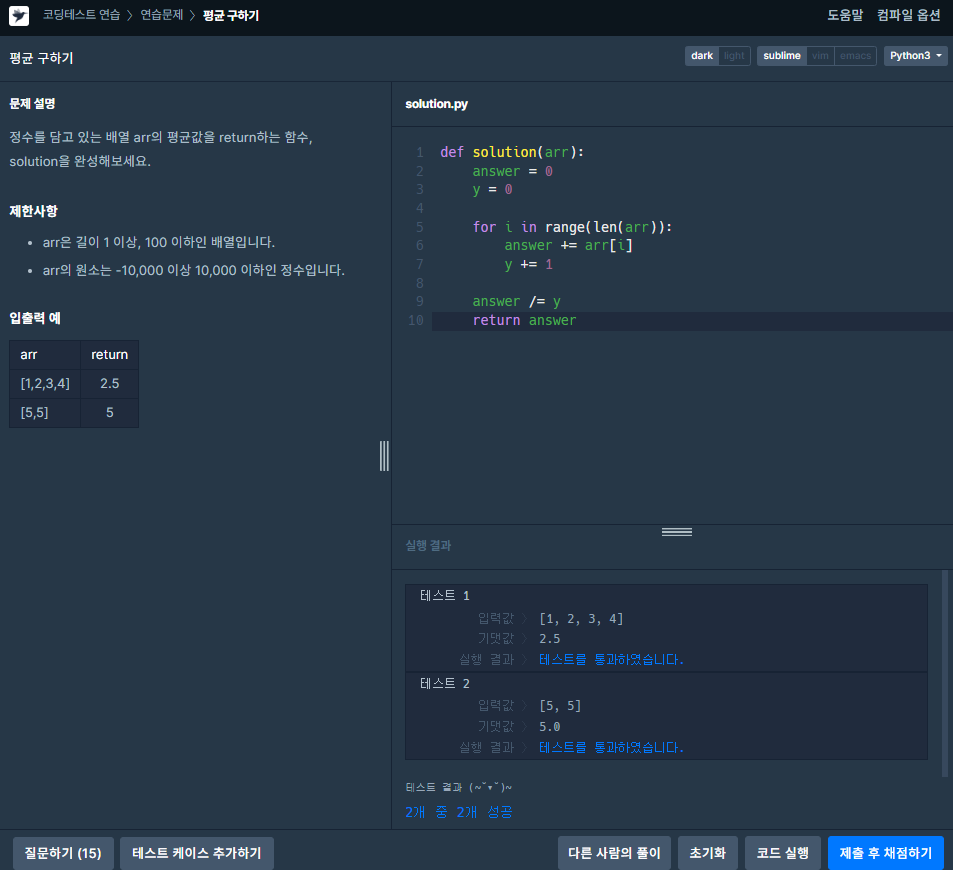 코딩테스트 연습 〉 연습문제 〉 평균 구하기 도움말 컴파일 옵션
평균 구하기 dark light sublime vim emacs Python3
문제 설명
정수를 담고 있는 배열 arr의 평균값을 return하는 함수,
solution을 완성해보세요.
제한사항
• arr은 길이 1 이상, 100 이하인 배열입니다.
• arr의 원소는 -10,000 이상 10,000 이하인 정수입니다.
입출력 예
arr return
[1,2,3,4] 2.5
[5,5] 5
solution.py
1 def solution(arr):
2     answer = 0
3     y = 0
4
5     for i in range(len(arr)):
6         answer += arr[i]
7         y += 1
8
9     answer /= y
10     return answer
실행 결과
테스트 1
입력값 〉 [1, 2, 3, 4]
기댓값 〉 2.5
실행 결과 〉 테스트를 통과하였습니다.
테스트 2
입력값 〉 [5, 5]
기댓값 〉 5.0
실행 결과 〉 테스트를 통과하였습니다.
테스트 결과 (~˘▾˘)~
2개 중 2개 성공
질문하기 (15) 테스트 케이스 추가하기 다른 사람의 풀이 초기화 코드 실행 제출 후 채점하기